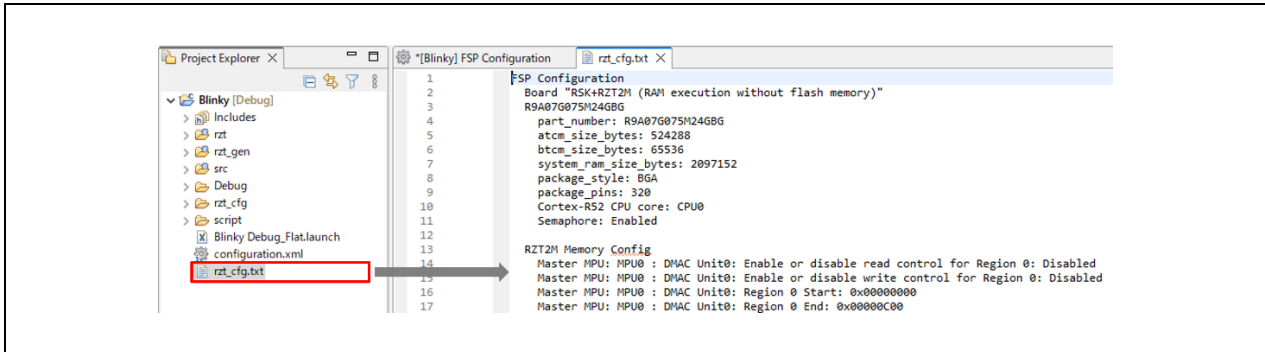 Project Explorer
*[Blinky] FSP Configuration
rzt_cfg.txt
Blinky [Debug]
Includes
rzt
rzt_gen
src
Debug
rzt_cfg
script
Blinky Debug_Flat.launch
configuration.xml
rzt_cfg.txt
1 FSP Configuration
2 Board "RSK+RZT2M (RAM execution without flash memory)"
3 R9A07G075M24GBG
4 part_number: R9A07G075M24GBG
5 atcm_size_bytes: 524288
6 btcm_size_bytes: 65536
7 system_ram_size_bytes: 2097152
8 package_style: BGA
9 package_pins: 320
10 Cortex-R52 CPU core: CPU0
11 Semaphore: Enabled
12
13 RZT2M Memory Config
14 Master MPU: MPU0 : DMAC Unit0: Enable or disable read control for Region 0: Disabled
15 Master MPU: MPU0 : DMAC Unit0: Enable or disable write control for Region 0: Disabled
16 Master MPU: MPU0 : DMAC Unit0: Region 0 Start: 0x00000000
17 Master MPU: MPU0 : DMAC Unit0: Region 0 End: 0x00000C00